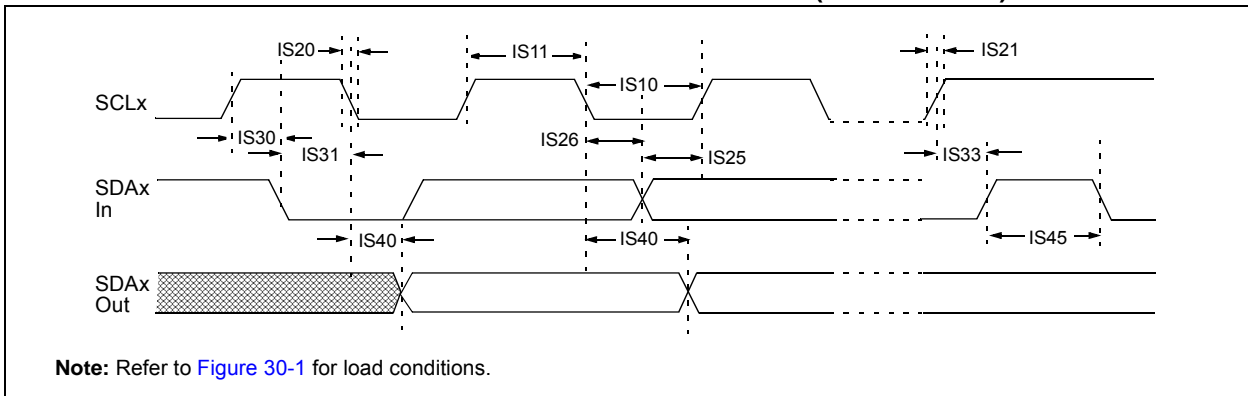 IS20
IS11
IS21
IS10
SCLx
IS30
IS26
IS31
IS25
IS33
SDAx
In
IS40
IS40
IS45
SDAx
Out
Note: Refer to Figure 30-1 for load conditions.